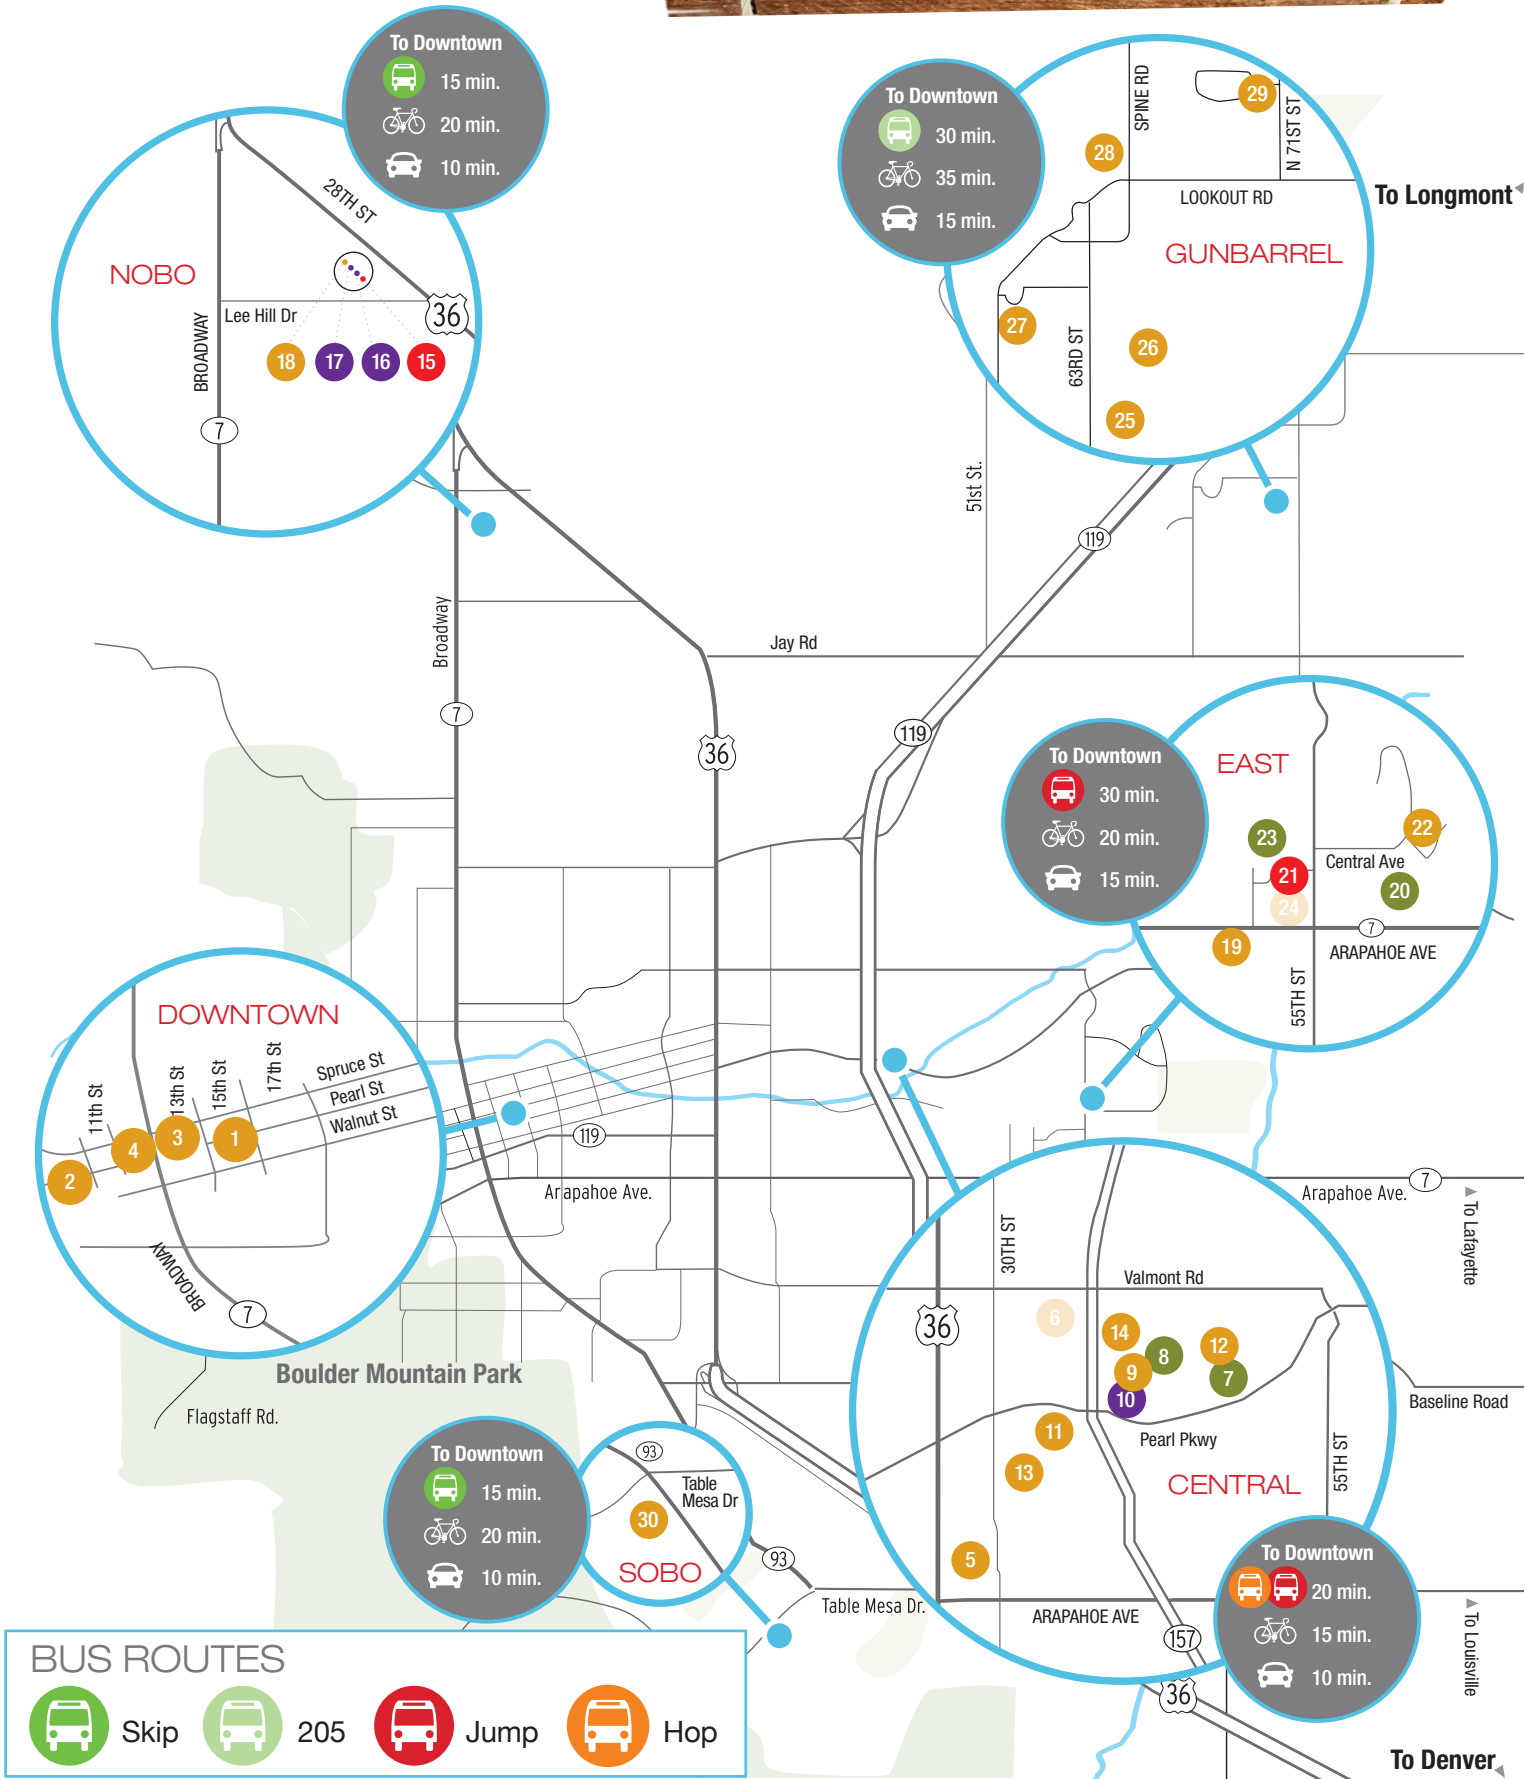 To Downtown
15 min.
20 min.
10 min.
28TH ST
NOBO
BROADWAY
Lee Hill Dr
36
18
17
16
15
7
To Downtown
30 min.
35 min.
15 min.
SPINE RD
29
N 71ST ST
28
LOOKOUT RD
To Longmont
GUNBARREL
27
63RD ST
26
25
51st St.
119
Broadway
Jay Rd
7
36
119
To Downtown
30 min.
20 min.
15 min.
EAST
23
22
Central Ave
21
20
24
7
19
ARAPAHOE AVE
55TH ST
DOWNTOWN
11th St
13th St
15th St
17th St
Spruce St
Pearl St
Walnut St
1
3
4
2
BROADWAY
7
119
Arapahoe Ave.
Arapahoe Ave.
7
To Lafayette
30TH ST
Valmont Rd
36
6
14
12
8
9
7
10
11
Pearl Pkwy
13
CENTRAL
55TH ST
5
ARAPAHOE AVE
157
To Downtown
20 min.
15 min.
10 min.
Boulder Mountain Park
Flagstaff Rd.
Baseline Road
To Downtown
15 min.
20 min.
10 min.
93
Table
Mesa Dr
30
SOBO
93
Table Mesa Dr.
To Louisville
36
To Denver
BUS ROUTES
Skip
205
Jump
Hop